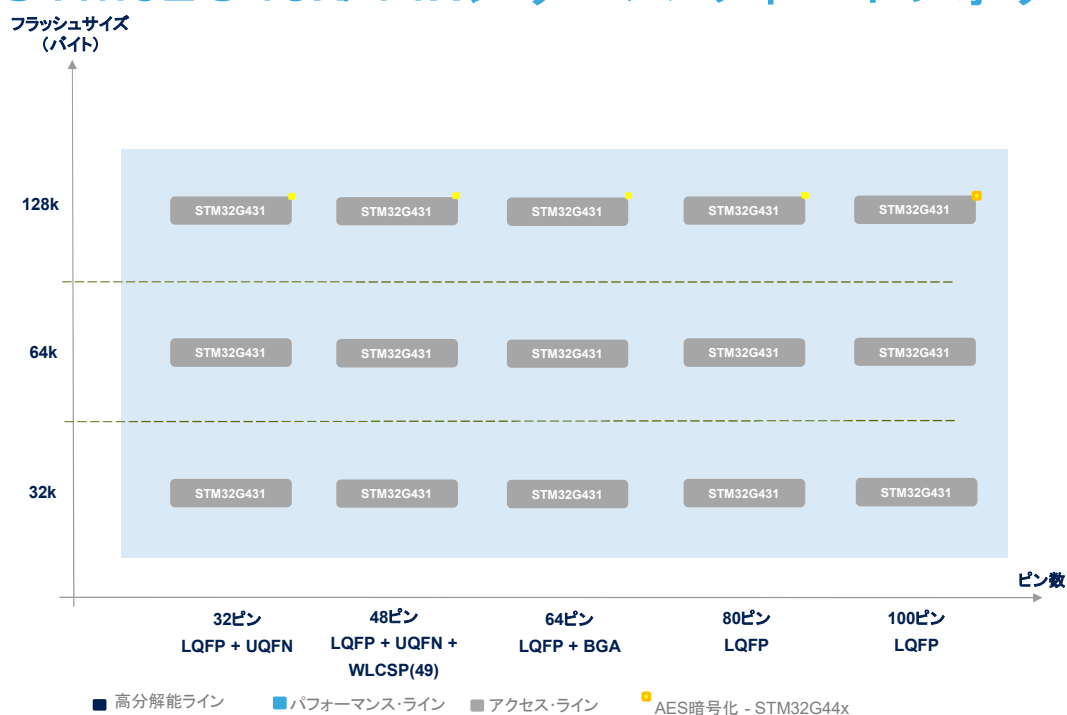 フラッシュサイズ
（バイト）
128k
STM32G431
STM32G431
STM32G431
STM32G431
STM32G431
64k
STM32G431
STM32G431
STM32G431
STM32G431
STM32G431
32k
STM32G431
STM32G431
STM32G431
STM32G431
STM32G431
ピン数
32ピン
LQFP + UQFN
48ピン
LQFP + UQFN +
WLCSP(49)
64ピン
LQFP + BGA
80ピン
LQFP
100ピン
LQFP
高分解能ライン
パフォーマンス･ライン
アクセス･ライン
AES暗号化 - STM32G44x